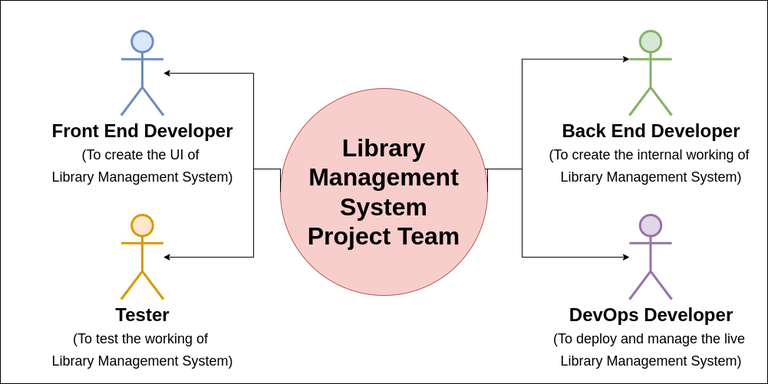 Front End Developer
(To create the UI of
Library Management System)
Tester
(To test the working of
Library Management System)
Library
Management
System
Project Team
Back End Developer
(To create the internal working of
Library Management System)
DevOps Developer
(To deploy and manage the live
Library Management System)